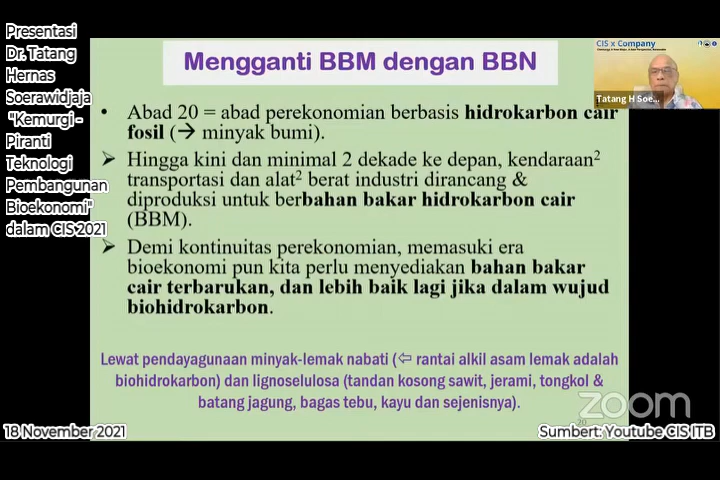 Presentasi
Dr. Tatang
Hernas
Soerawidjaja
"Kemurgi -
Piranti
Teknologi
Pembangunan
Bioekonomi"
dalam CIS 2021
Mengganti BBM dengan BBN
• Abad 20 = abad perekonomian berbasis hidrokarbon cair
fosil (→ minyak bumi).
➢ Hingga kini dan minimal 2 dekade ke depan, kendaraan²
transportasi dan alat² berat industri dirancang &
diproduksi untuk berbahan bakar hidrokarbon cair
(BBM).
➢ Demi kontinuitas perekonomian, memasuki era
bioekonomi pun kita perlu menyediakan bahan bakar
cair terbarukan, dan lebih baik lagi jika dalam wujud
biohidrokarbon.
Lewat pendayagunaan minyak-lemak nabati (⇐ rantai alkil asam lemak adalah
biohidrokarbon) dan lignoselulosa (tandan kosong sawit, jerami, tongkol &
batang jagung, bagas tebu, kayu dan sejenisnya).
CIS x Company
Tatang H Soe...
zoom
20
18 November 2021
Sumbert: Youtube CIS ITB